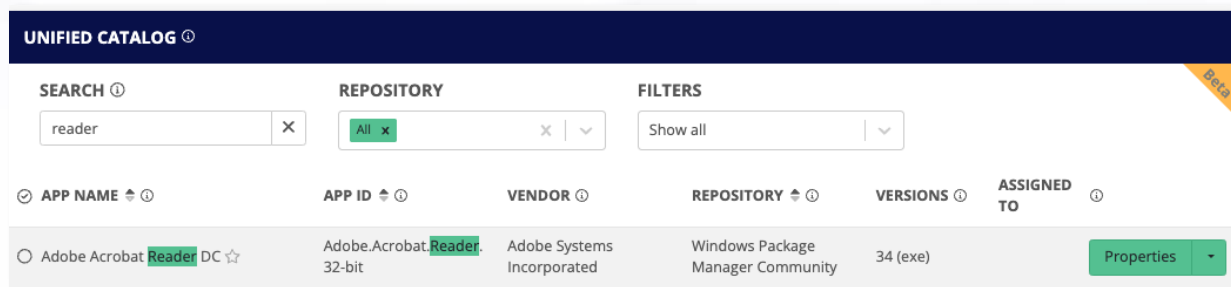 UNIFIED CATALOG
Beta
SEARCH REPOSITORY FILTERS
reader All x Show all
APP NAME APP ID VENDOR REPOSITORY VERSIONS ASSIGNED TO
Adobe Acrobat Reader DC Adobe.Acrobat.Reader. Adobe Systems Windows Package 34 (exe) Properties
32-bit Incorporated Manager Community